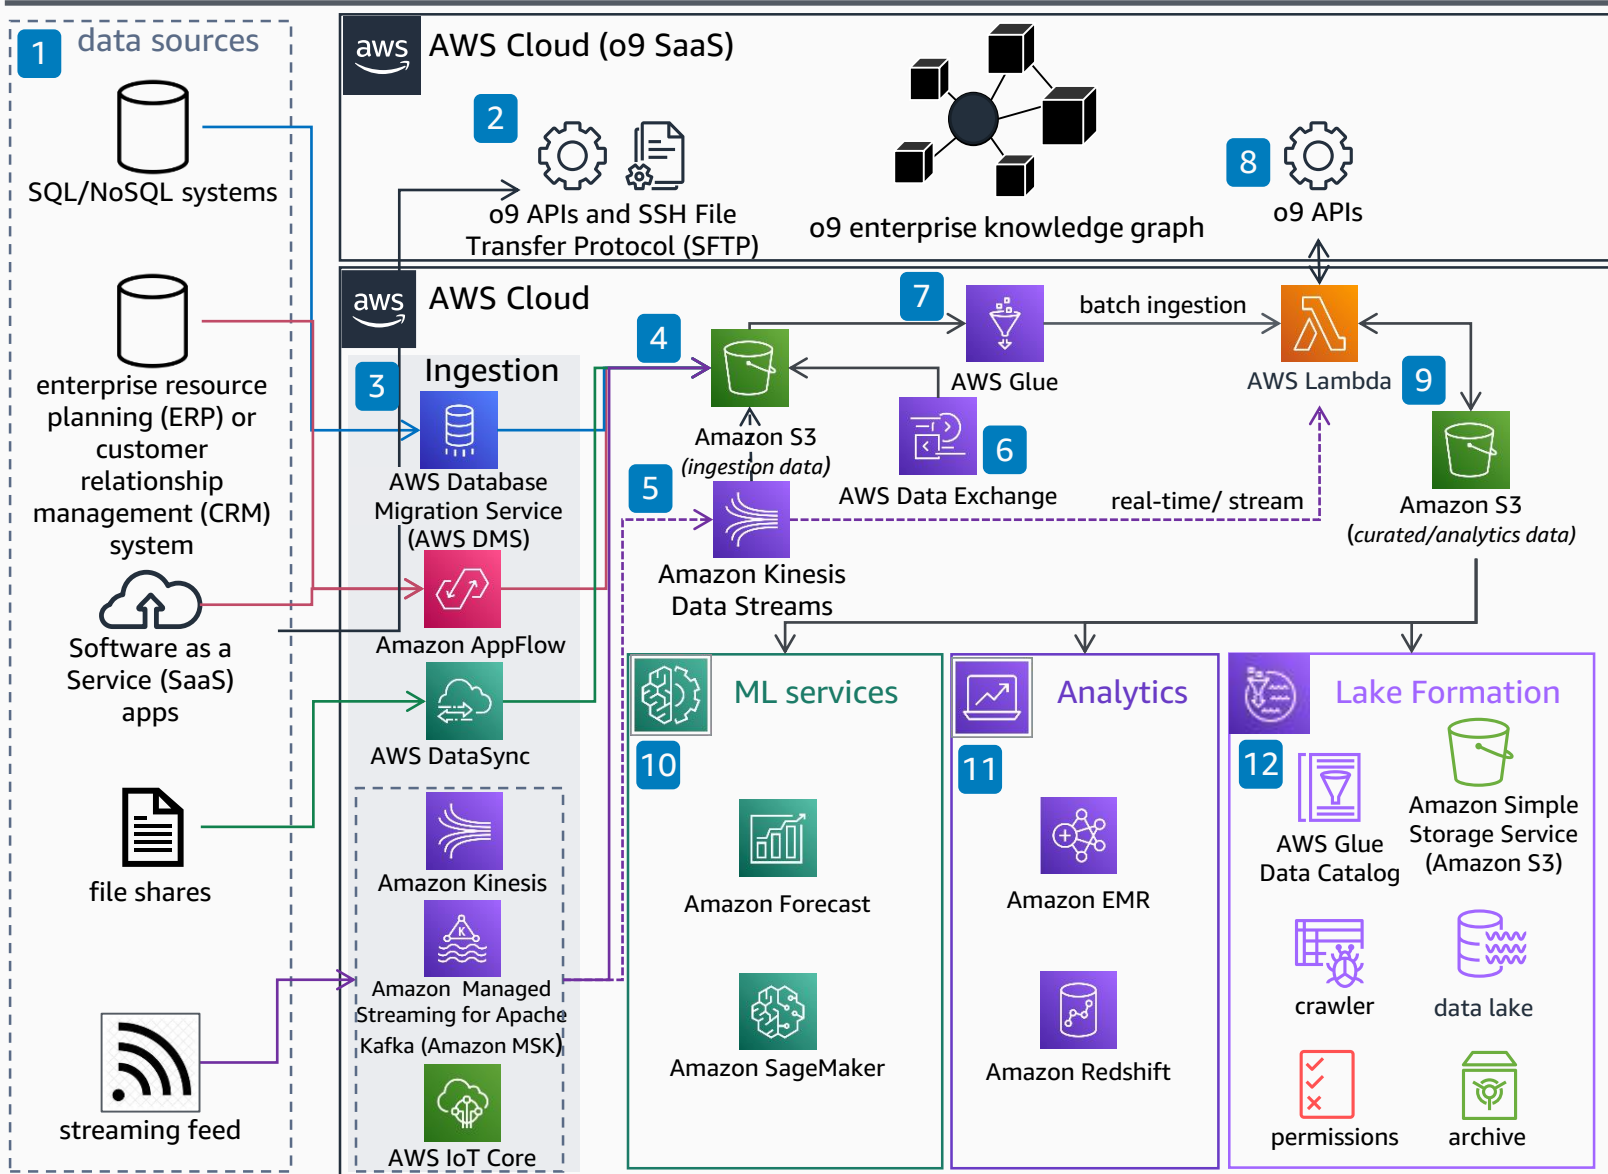 1
data sources
SQL/NoSQL systems
enterprise resource
planning (ERP) or
customer
relationship
management (CRM)
system
Software as a
Service (SaaS)
apps
file shares
streaming feed
aws
AWS Cloud (o9 SaaS)
2
o9 APIs and SSH File
Transfer Protocol (SFTP)
o9 enterprise knowledge graph
8
o9 APIs
aws
AWS Cloud
3
Ingestion
AWS Database
Migration Service
(AWS DMS)
Amazon AppFlow
AWS DataSync
Amazon Kinesis
K
Amazon Managed
Streaming for Apache
Kafka (Amazon MSK)
AWS IoT Core
4
Amazon S3
(ingestion data)
5
Amazon Kinesis
Data Streams
6
AWS Data Exchange
7
AWS Glue
batch ingestion
real-time/ stream
AWS Lambda
9
Amazon S3
(curated/analytics data)
ML services
10
Amazon Forecast
Amazon SageMaker
Analytics
11
Amazon EMR
Amazon Redshift
Lake Formation
12
AWS Glue
Data Catalog
Amazon Simple
Storage Service
(Amazon S3)
crawler
data lake
permissions
archive